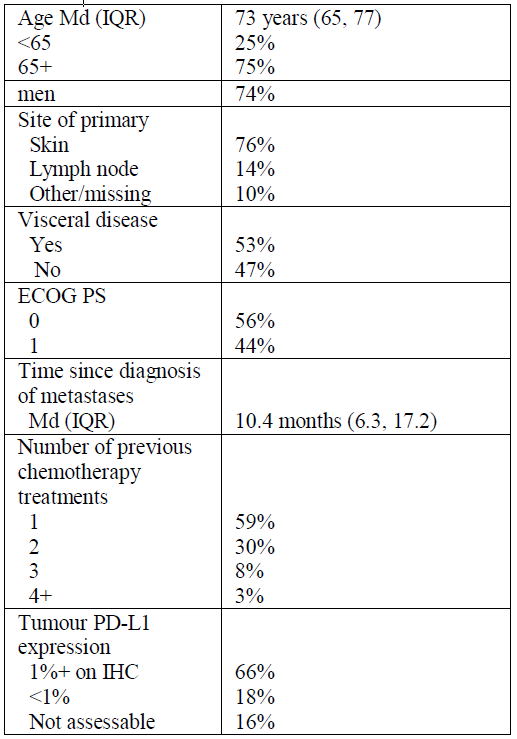 Age Md (IQR) 73 years (65, 77)
<65 25%
65+ 75%
men 74%
Site of primary
Skin 76%
Lymph node 14%
Other/missing 10%
Visceral disease
Yes 53%
No 47%
ECOG PS
0 56%
1 44%
Time since diagnosis
of metastases
Md (IQR) 10.4 months (6.3, 17.2)
Number of previous
chemotherapy
treatments
1 59%
2 30%
3 8%
4+ 3%
Tumour PD-L1
expression
1%+ on IHC 66%
<1% 18%
Not assessable 16%